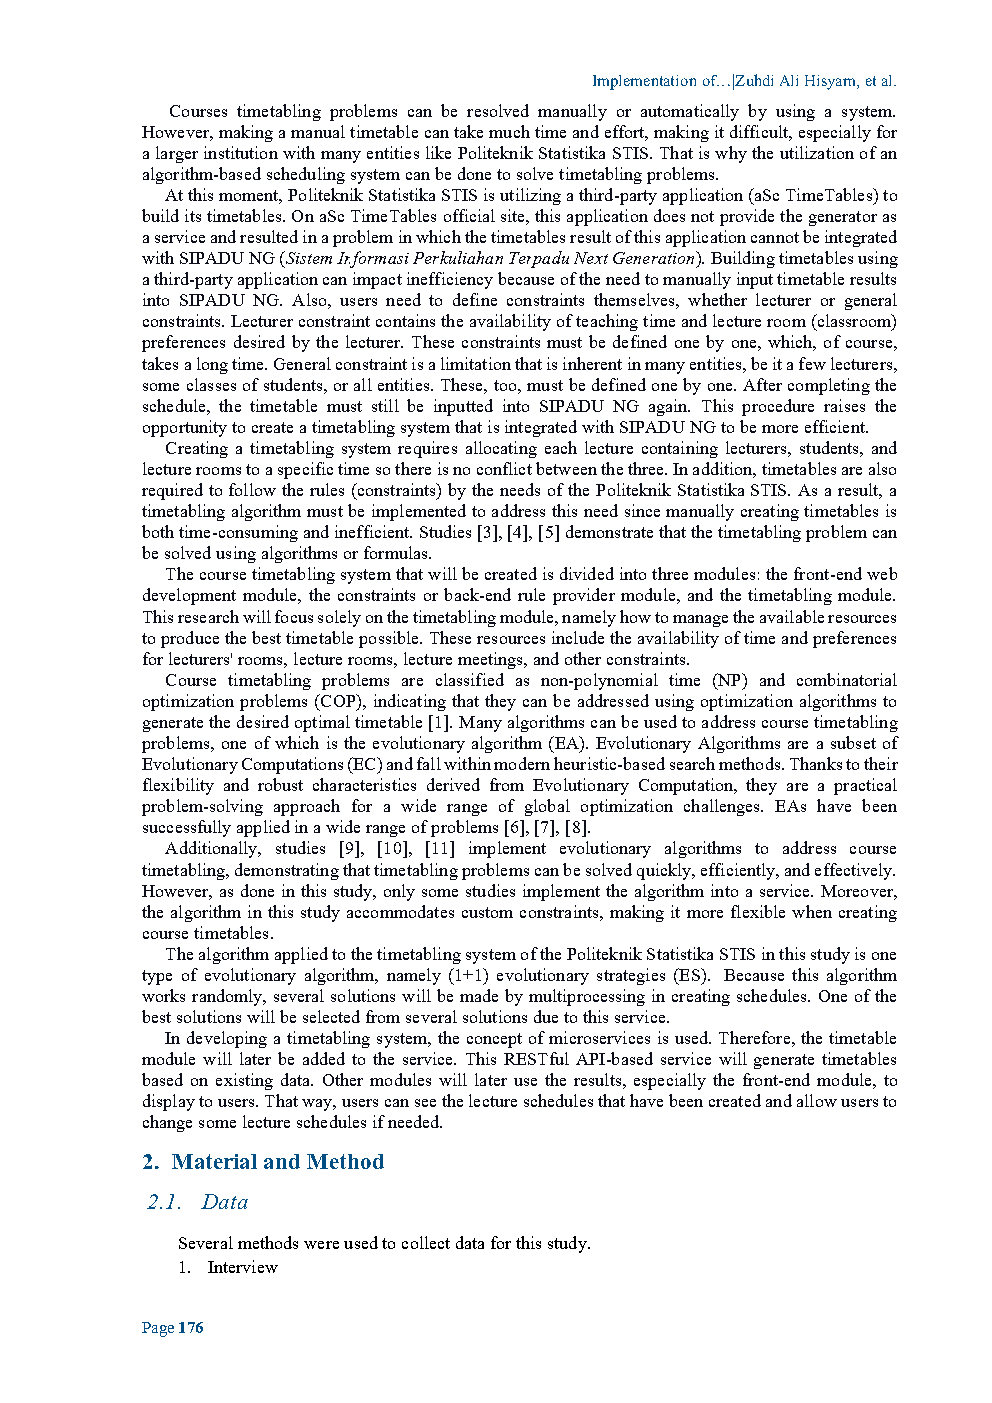 Implementation of…|Zuhdi Ali Hisyam, et al.
Courses timetabling problems can be resolved manually or automatically by using a system.
However, making a manual timetable can take much time and effort, making it difficult, especially for
a larger institution with many entities like Politeknik Statistika STIS. That is why the utilization of an
algorithm-based scheduling system can be done to solve timetabling problems.
At this moment, Politeknik Statistika STIS is utilizing a third-party application (aSc TimeTables) to
build its timetables. On aSc TimeTables official site, this application does not provide the generator as
a service and resulted in a problem in which the timetables result of this application cannot be integrated
with SIPADU NG (Sistem Informasi Perkuliahan Terpadu Next Generation). Building timetables using
a third-party application can impact inefficiency because of the need to manually input timetable results
into SIPADU NG. Also, users need to define constraints themselves, whether lecturer or general
constraints. Lecturer constraint contains the availability of teaching time and lecture room (classroom)
preferences desired by the lecturer. These constraints must be defined one by one, which, of course,
takes a long time. General constraint is a limitation that is inherent in many entities, be it a few lecturers,
some classes of students, or all entities. These, too, must be defined one by one. After completing the
schedule, the timetable must still be inputted into SIPADU NG again. This procedure raises the
opportunity to create a timetabling system that is integrated with SIPADU NG to be more efficient.
Creating a timetabling system requires allocating each lecture containing lecturers, students, and
lecture rooms to a specific time so there is no conflict between the three. In addition, timetables are also
required to follow the rules (constraints) by the needs of the Politeknik Statistika STIS. As a result, a
timetabling algorithm must be implemented to address this need since manually creating timetables is
both time-consuming and inefficient. Studies [3], [4], [5] demonstrate that the timetabling problem can
be solved using algorithms or formulas.
The course timetabling system that will be created is divided into three modules: the front-end web
development module, the constraints or back-end rule provider module, and the timetabling module.
This research will focus solely on the timetabling module, namely how to manage the available resources
to produce the best timetable possible. These resources include the availability of time and preferences
for lecturers' rooms, lecture rooms, lecture meetings, and other constraints.
Course timetabling problems are classified as non-polynomial time (NP) and combinatorial
optimization problems (COP), indicating that they can be addressed using optimization algorithms to
generate the desired optimal timetable [1]. Many algorithms can be used to address course timetabling
problems, one of which is the evolutionary algorithm (EA). Evolutionary Algorithms are a subset of
Evolutionary Computations (EC) and fall within modern heuristic-based search methods. Thanks to their
flexibility and robust characteristics derived from Evolutionary Computation, they are a practical
problem-solving approach for a wide range of global optimization challenges. EAs have been
successfully applied in a wide range of problems [6], [7], [8].
Additionally, studies [9], [10], [11] implement evolutionary algorithms to address course
timetabling, demonstrating that timetabling problems can be solved quickly, efficiently, and effectively.
However, as done in this study, only some studies implement the algorithm into a service. Moreover,
the algorithm in this study accommodates custom constraints, making it more flexible when creating
course timetables.
The algorithm applied to the timetabling system of the Politeknik Statistika STIS in this study is one
type of evolutionary algorithm, namely (1+1) evolutionary strategies (ES). Because this algorithm
works randomly, several solutions will be made by multiprocessing in creating schedules. One of the
best solutions will be selected from several solutions due to this service.
In developing a timetabling system, the concept of microservices is used. Therefore, the timetable
module will later be added to the service. This RESTful API-based service will generate timetables
based on existing data. Other modules will later use the results, especially the front-end module, to
display to users. That way, users can see the lecture schedules that have been created and allow users to
change some lecture schedules if needed.
2. Material and Method
2.1. Data
Several methods were used to collect data for this study.
1. Interview
Page 176